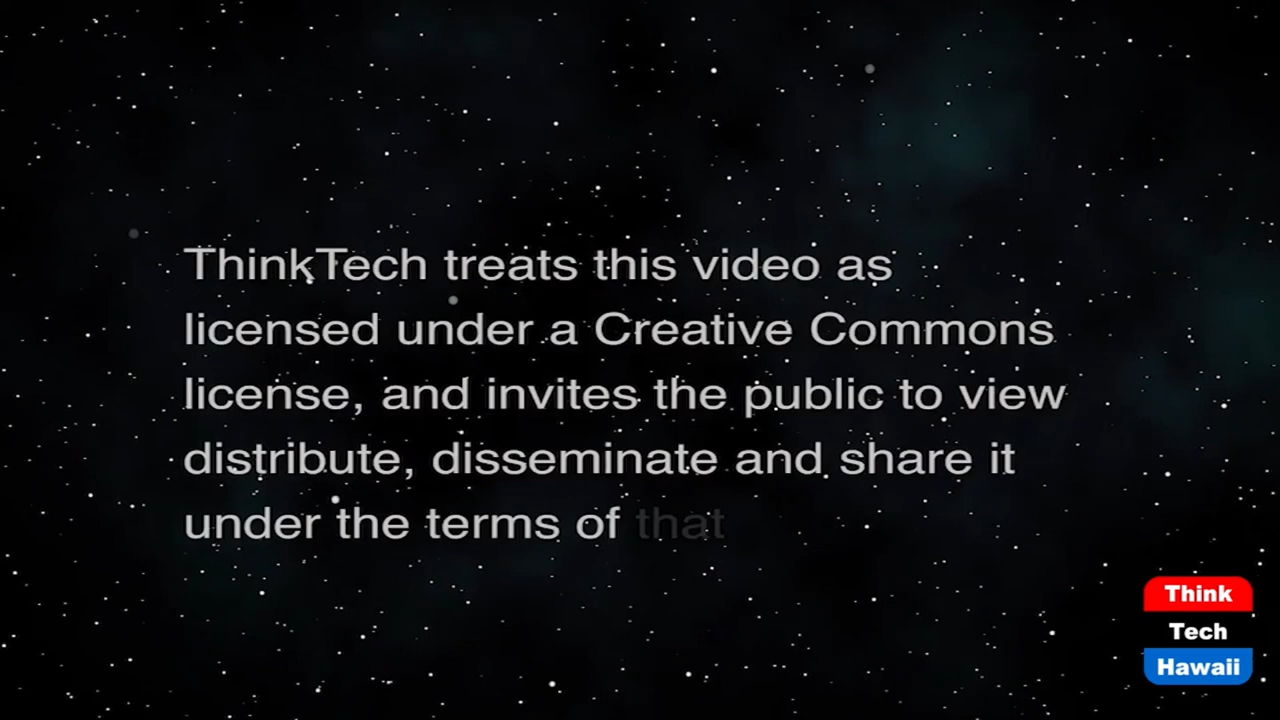 ThinkTech treats this video as
licensed under a Creative Commons
license, and invites the public to view
distribute, disseminate and share it
under the terms of that
Think
Tech
Hawaii